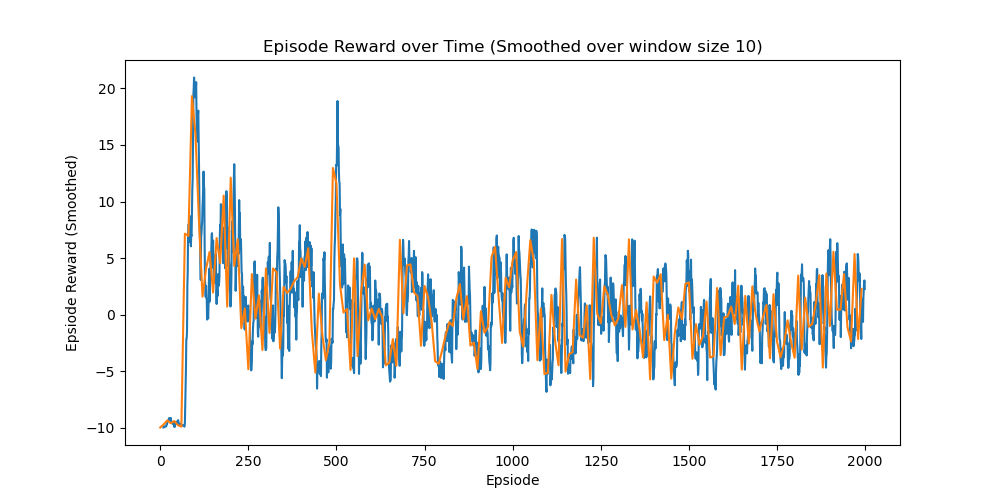 Episode Reward over Time (Smoothed over window size 10)
Epsiode Reward (Smoothed)
20
15
10
5
0
−5
−10
0 250 500 750 1000 1250 1500 1750 2000
Epsiode